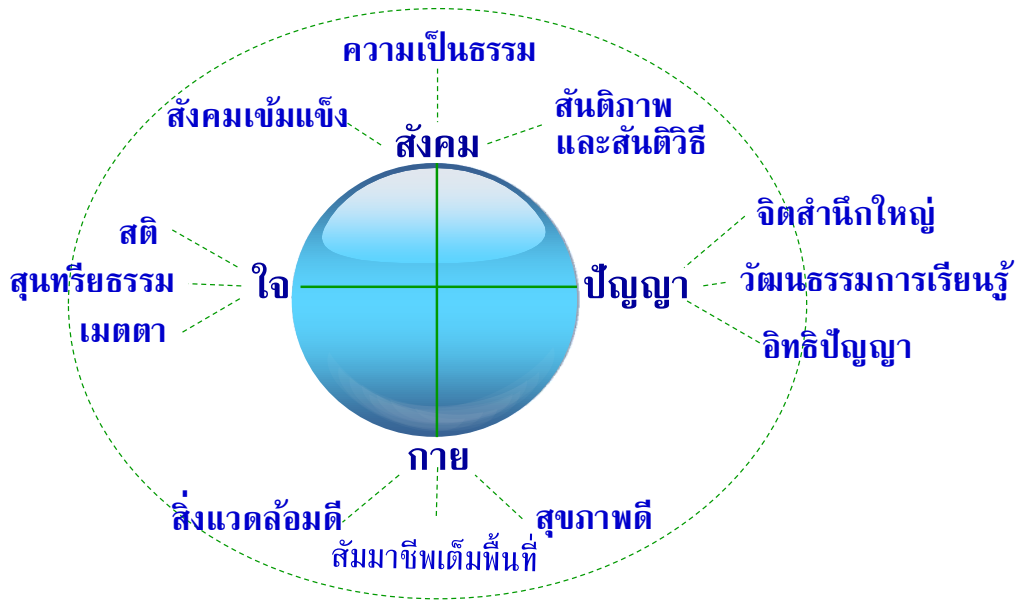 ความเป็นธรรม
สังคมเข้มแข็ง
สันติภาพ
และสันติวิธี
สังคม
จิตสำนึกใหญ่
สติ
สุนทรียธรรม
ใจ
ปัญญา
วัฒนธรรมการเรียนรู้
เมตตา
อิทธิปัญญา
กาย
สิ่งแวดล้อมดี
สุขภาพดี
สัมมาชีพเต็มพื้นที่